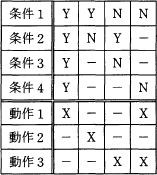 条件1 Y Y N N
条件2 Y N Y −
条件3 Y − N −
条件4 Y − − N
動作1 X − − X
動作2 − X − −
動作3 − − X X